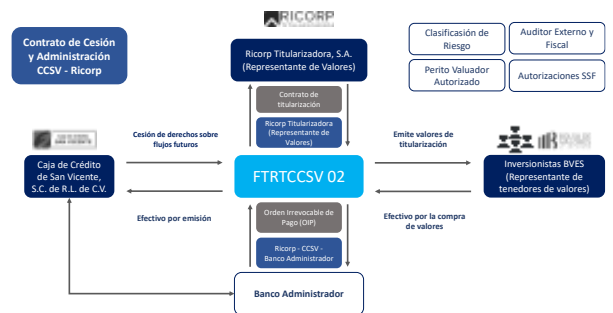 RICORP
Contrato de Cesión
y Administración
CCSV - Ricorp
Ricorp Titularizadora, S.A.
(Representante de Valores)
Clasificación de
Riesgo
Auditor Externo y
Fiscal
Perito Valuador
Autorizado
Autorizaciones SSF
Contrato de
titularización
Ricorp Titularizadora
(Representante de
Valores)
Cesión de derechos sobre
flujos futuros
Emite valores de
titularización
Caja de Crédito
de San Vicente,
S.C. de R.L. de C.V.
FTRTCCSV 02
Inversionistas BVES
(Representante de
tenedores de valores)
Efectivo por emisión
Orden Irrevocable de
Pago (OIP)
Efectivo por la compra
de valores
Ricorp - CCSV -
Banco Administrador
Banco Administrador